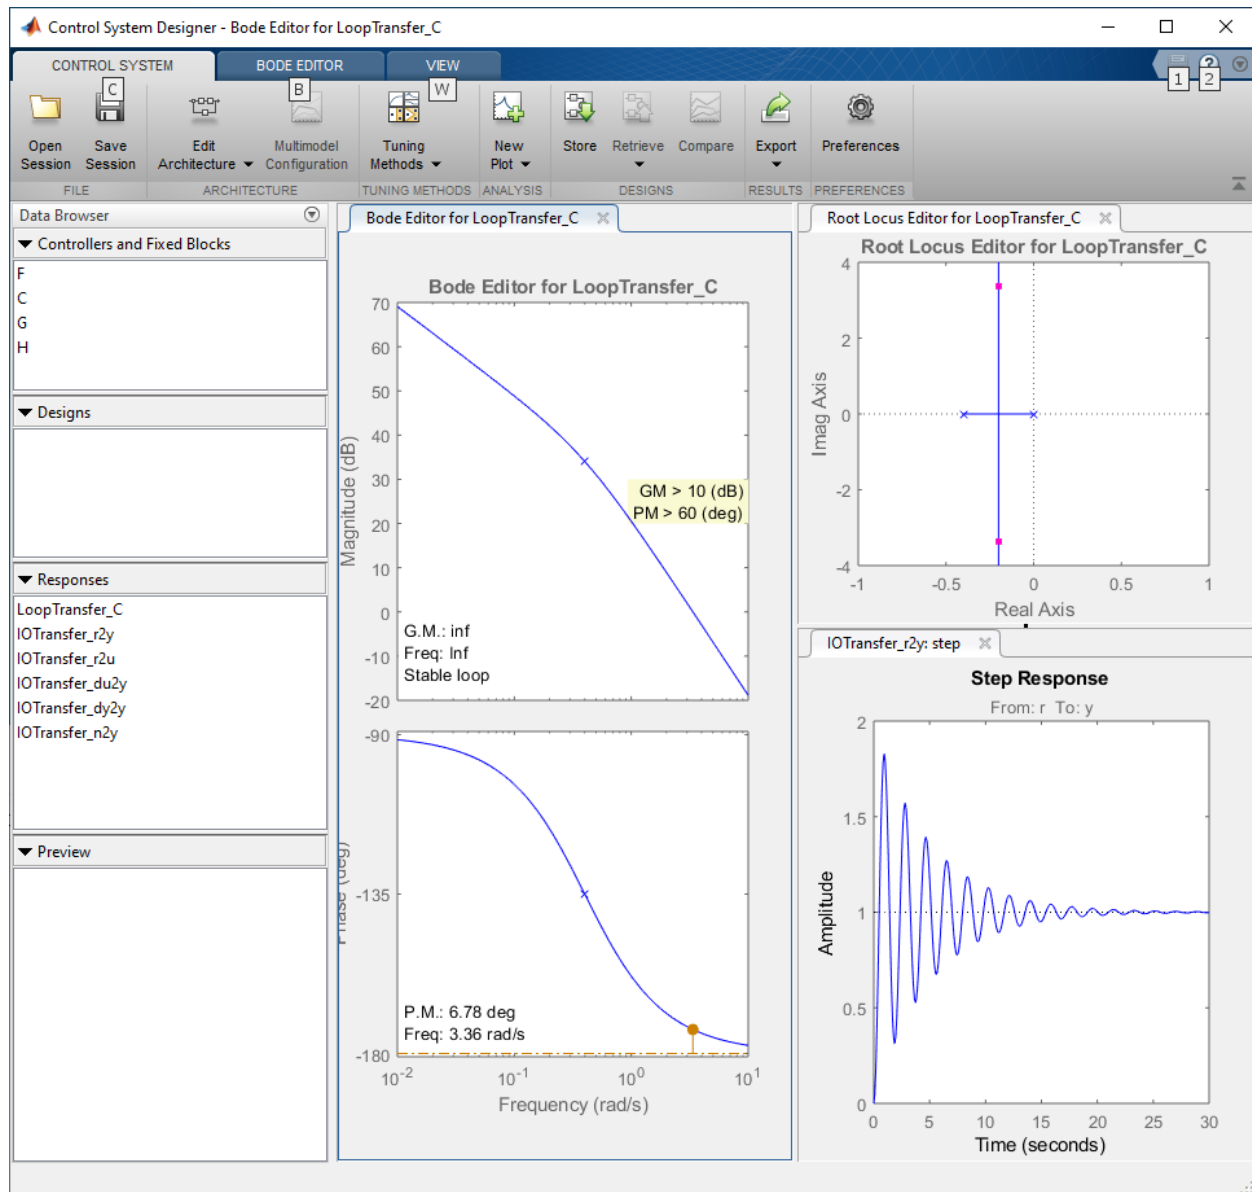 Control System Designer - Bode Editor for LoopTransfer_C
CONTROL SYSTEM
BODE EDITOR
VIEW
C
B
W
1
2
?
Open Session
Save Session
Edit Architecture
Multimodel Configuration
Tuning Methods
New Plot
Store
Retrieve
Compare
Export
Preferences
FILE
ARCHITECTURE
TUNING METHODS
ANALYSIS
DESIGNS
RESULTS
PREFERENCES
Data Browser
Controllers and Fixed Blocks
F
C
G
H
Designs
Responses
LoopTransfer_C
IOTransfer_r2y
IOTransfer_r2u
IOTransfer_du2y
IOTransfer_dy2y
IOTransfer_n2y
Preview
Bode Editor for LoopTransfer_C
Bode Editor for LoopTransfer_C
Magnitude (dB)
70
60
50
40
30
20
10
0
-10
-20
GM > 10 (dB)
PM > 60 (deg)
G.M.: inf
Freq: Inf
Stable loop
Phase (deg)
-90
-135
-180
P.M.: 6.78 deg
Freq: 3.36 rad/s
10^-2
10^-1
10^0
10^1
Frequency (rad/s)
Root Locus Editor for LoopTransfer_C
Root Locus Editor for LoopTransfer_C
Imag Axis
4
2
0
-2
-4
-1
-0.5
0
0.5
1
Real Axis
IOTransfer_r2y: step
Step Response
From: r To: y
Amplitude
2
1.5
1
0.5
0
0
5
10
15
20
25
30
Time (seconds)